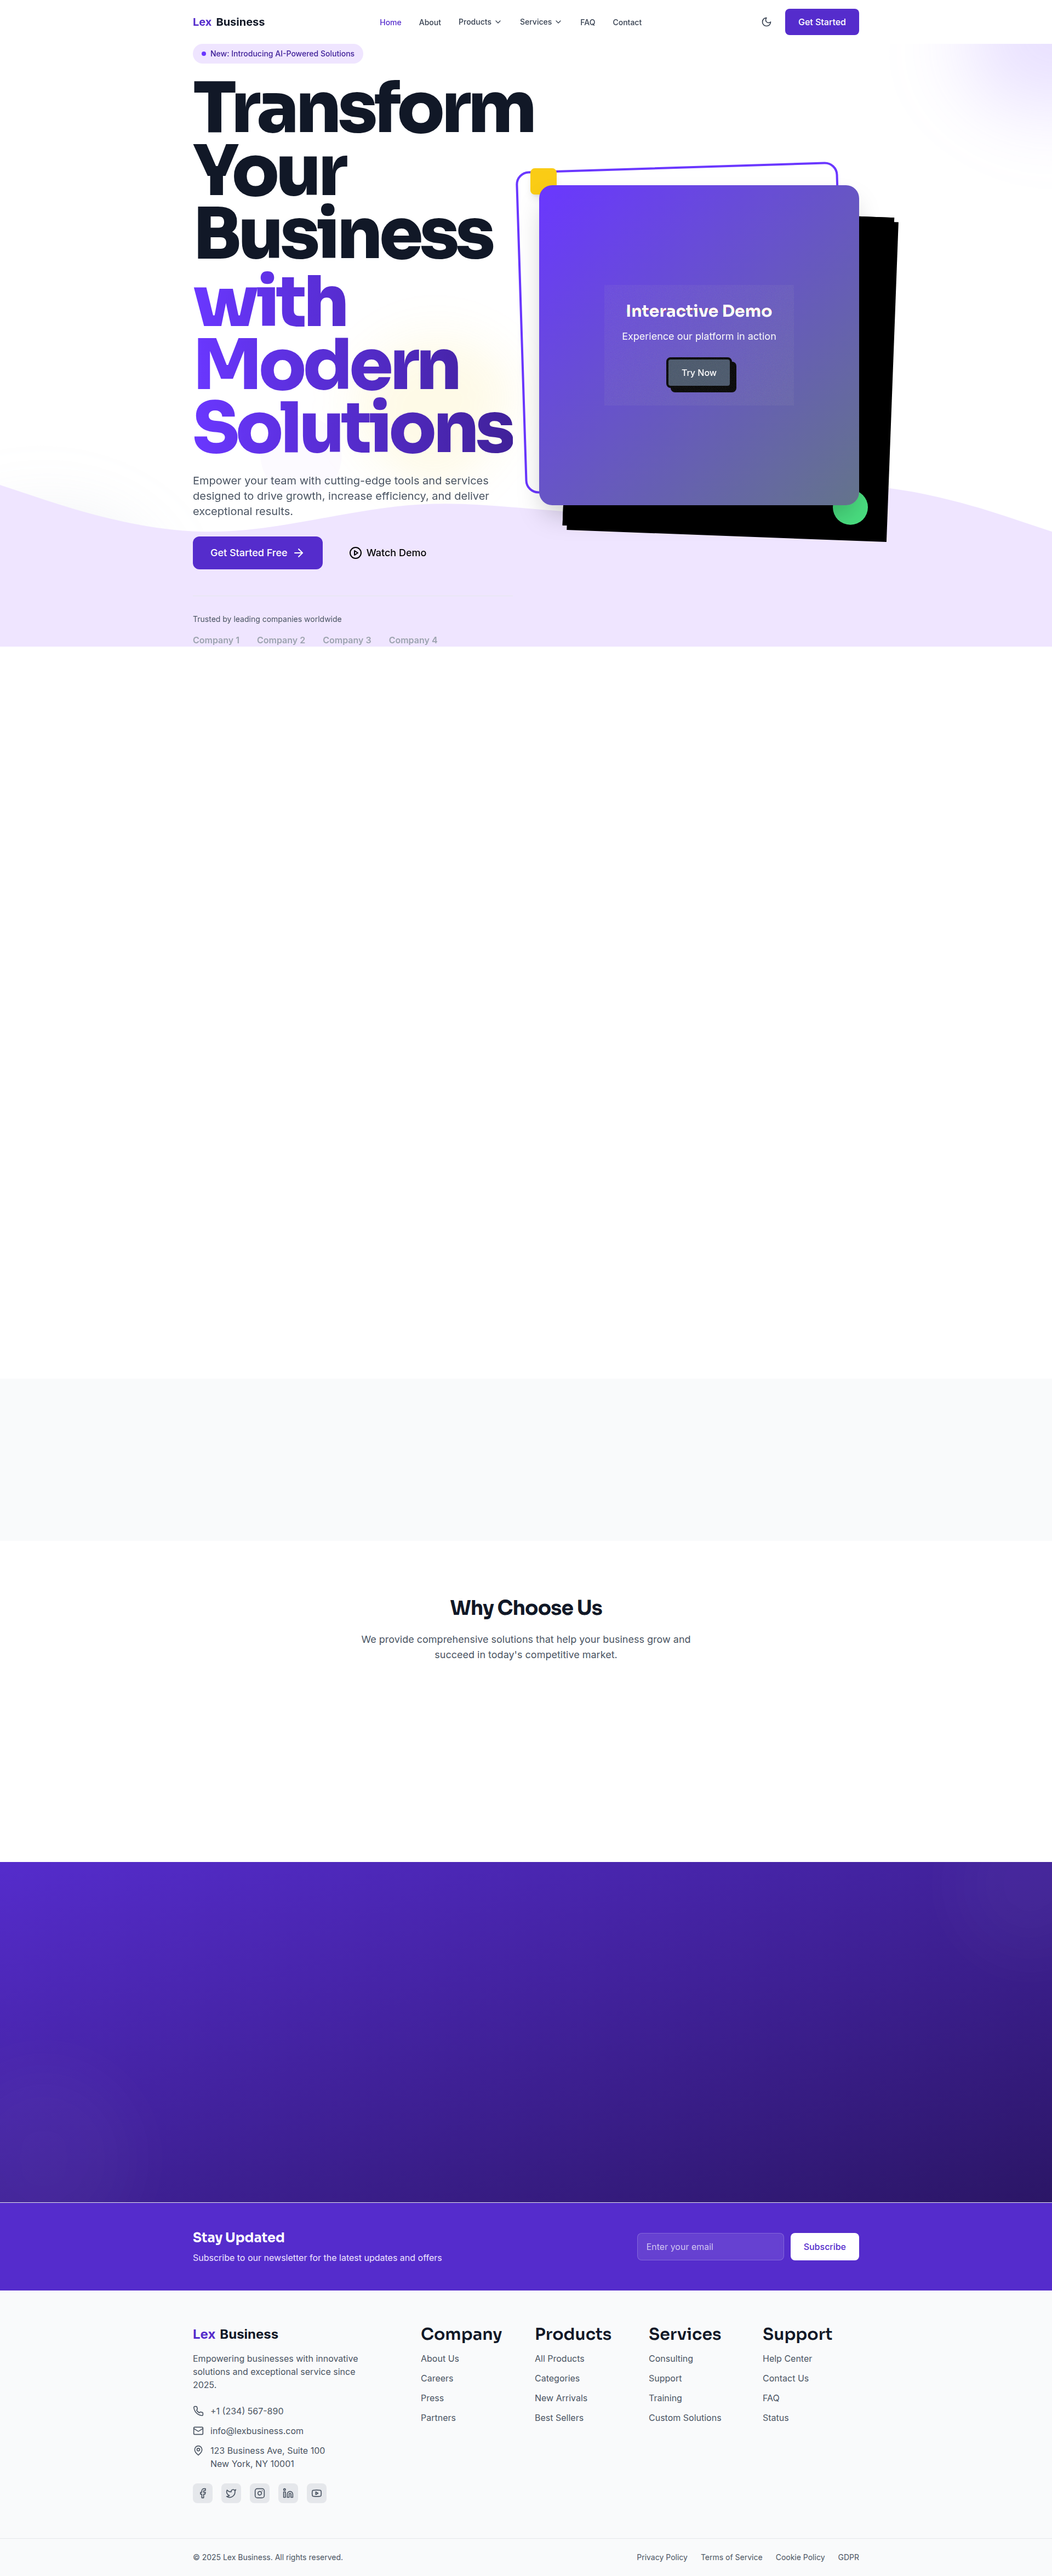 Lex Business
Home
About
Products
Services
FAQ
Contact
Get Started
New: Introducing AI-Powered Solutions
Transform
Your
Business
with
Modern
Solutions
Empower your team with cutting-edge tools and services
designed to drive growth, increase efficiency, and deliver
exceptional results.
Get Started Free
Watch Demo
Trusted by leading companies worldwide
Company 1
Company 2
Company 3
Company 4
Interactive Demo
Experience our platform in action
Try Now
Why Choose Us
We provide comprehensive solutions that help your business grow and
succeed in today's competitive market.
Stay Updated
Subscribe to our newsletter for the latest updates and offers
Enter your email
Subscribe
Lex Business
Empowering businesses with innovative
solutions and exceptional service since
2025.
+1 (234) 567-890
info@lexbusiness.com
123 Business Ave, Suite 100
New York, NY 10001
Company
About Us
Careers
Press
Partners
Products
All Products
Categories
New Arrivals
Best Sellers
Services
Consulting
Support
Training
Custom Solutions
Support
Help Center
Contact Us
FAQ
Status
© 2025 Lex Business. All rights reserved.
Privacy Policy
Terms of Service
Cookie Policy
GDPR